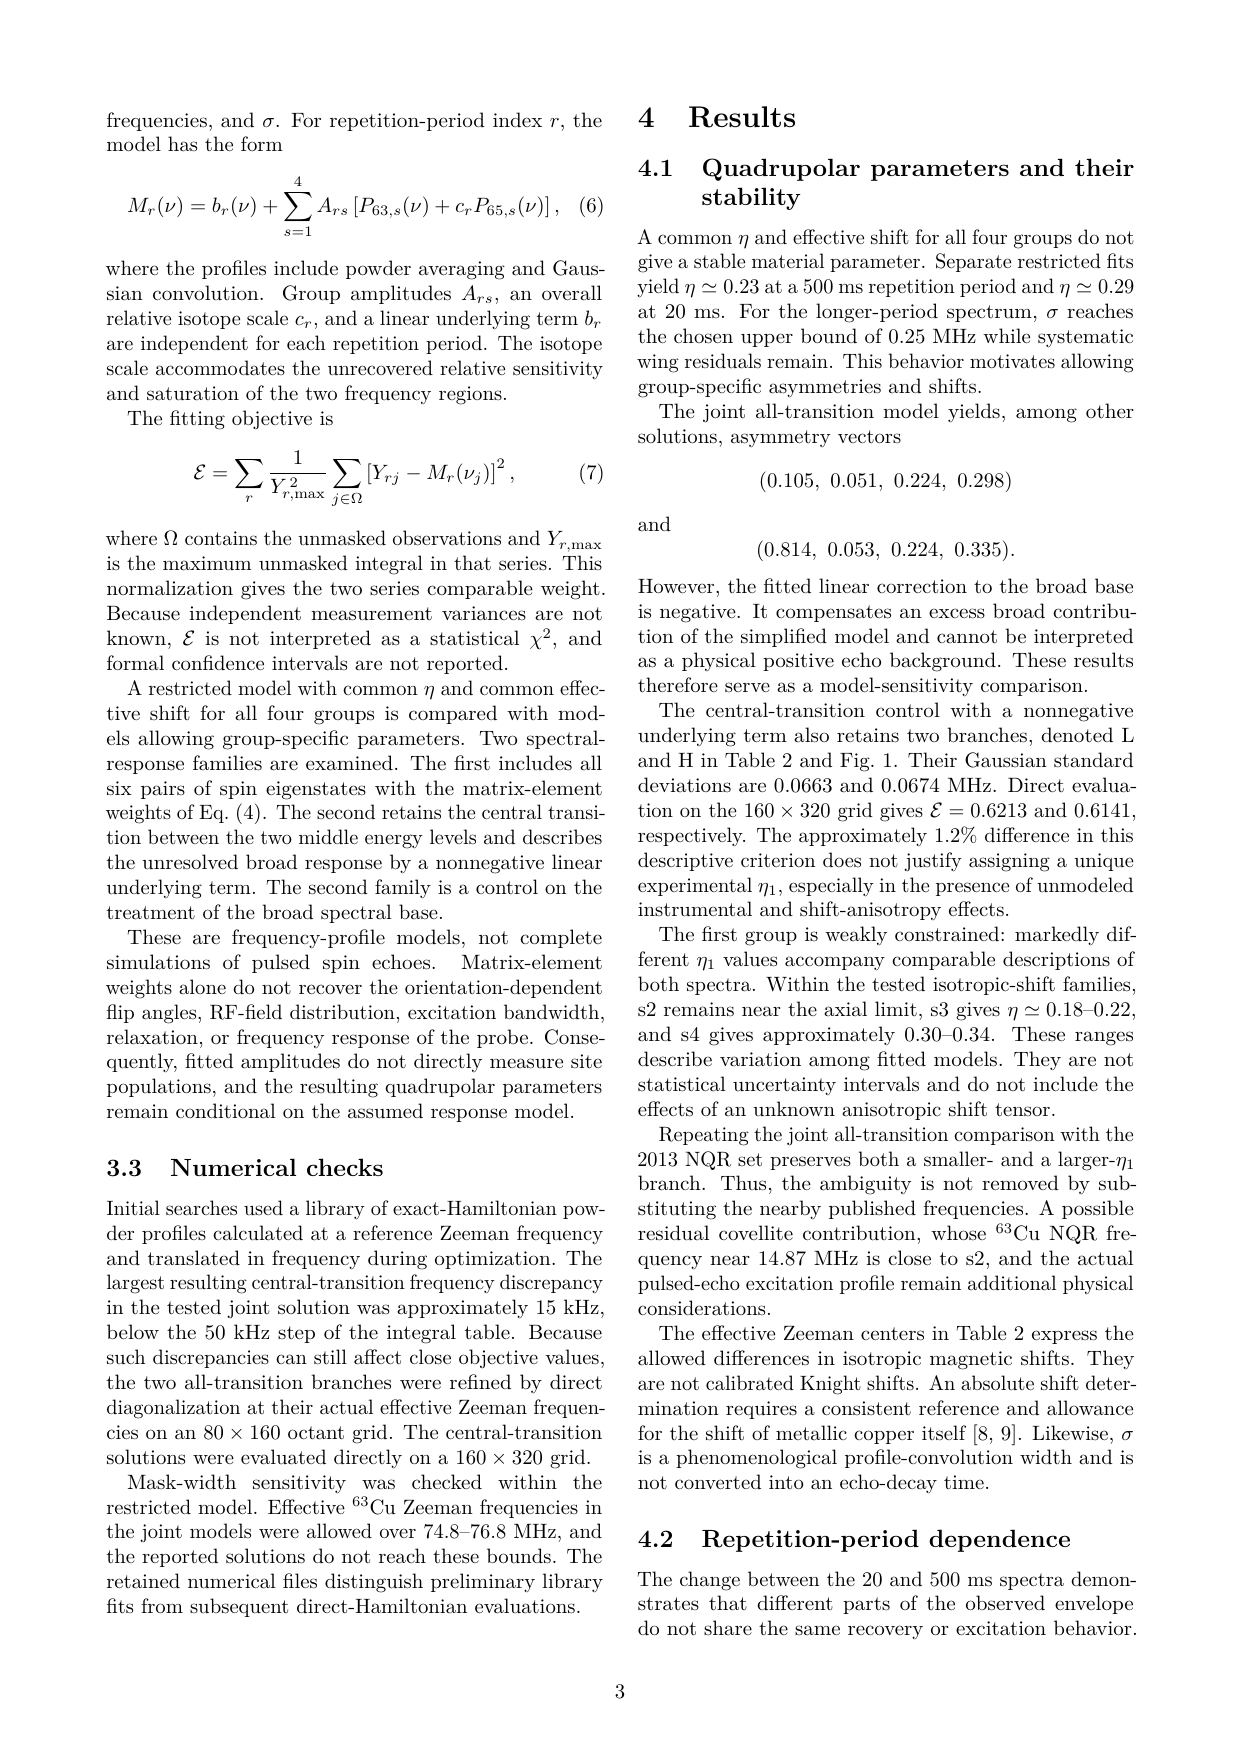 frequencies, and σ. For repetition-period index r, the
model has the form
M_r(ν) = b_r(ν) + ∑_{s=1}^{4} A_{rs} [P_{63,s}(ν) + c_r P_{65,s}(ν)] , (6)
where the profiles include powder averaging and Gaus-
sian convolution. Group amplitudes A_{rs}, an overall
relative isotope scale c_r, and a linear underlying term b_r
are independent for each repetition period. The isotope
scale accommodates the unrecovered relative sensitivity
and saturation of the two frequency regions.
The fitting objective is
ℰ = ∑_r 1/Y_{r,max}^2 ∑_{j∈Ω} [Y_{rj} − M_r(ν_j)]^2 , (7)
where Ω contains the unmasked observations and Y_{r,max}
is the maximum unmasked integral in that series. This
normalization gives the two series comparable weight.
Because independent measurement variances are not
known, ℰ is not interpreted as a statistical χ², and
formal confidence intervals are not reported.
A restricted model with common η and common effec-
tive shift for all four groups is compared with mod-
els allowing group-specific parameters. Two spectral-
response families are examined. The first includes all
six pairs of spin eigenstates with the matrix-element
weights of Eq. (4). The second retains the central transi-
tion between the two middle energy levels and describes
the unresolved broad response by a nonnegative linear
underlying term. The second family is a control on the
treatment of the broad spectral base.
These are frequency-profile models, not complete
simulations of pulsed spin echoes. Matrix-element
weights alone do not recover the orientation-dependent
flip angles, RF-field distribution, excitation bandwidth,
relaxation, or frequency response of the probe. Conse-
quently, fitted amplitudes do not directly measure site
populations, and the resulting quadrupolar parameters
remain conditional on the assumed response model.
3.3 Numerical checks
Initial searches used a library of exact-Hamiltonian pow-
der profiles calculated at a reference Zeeman frequency
and translated in frequency during optimization. The
largest resulting central-transition frequency discrepancy
in the tested joint solution was approximately 15 kHz,
below the 50 kHz step of the integral table. Because
such discrepancies can still affect close objective values,
the two all-transition branches were refined by direct
diagonalization at their actual effective Zeeman frequen-
cies on an 80 × 160 octant grid. The central-transition
solutions were evaluated directly on a 160 × 320 grid.
Mask-width sensitivity was checked within the
restricted model. Effective ⁶³Cu Zeeman frequencies in
the joint models were allowed over 74.8–76.8 MHz, and
the reported solutions do not reach these bounds. The
retained numerical files distinguish preliminary library
fits from subsequent direct-Hamiltonian evaluations.
4 Results
4.1 Quadrupolar parameters and their
stability
A common η and effective shift for all four groups do not
give a stable material parameter. Separate restricted fits
yield η ≃ 0.23 at a 500 ms repetition period and η ≃ 0.29
at 20 ms. For the longer-period spectrum, σ reaches
the chosen upper bound of 0.25 MHz while systematic
wing residuals remain. This behavior motivates allowing
group-specific asymmetries and shifts.
The joint all-transition model yields, among other
solutions, asymmetry vectors
(0.105, 0.051, 0.224, 0.298)
and
(0.814, 0.053, 0.224, 0.335).
However, the fitted linear correction to the broad base
is negative. It compensates an excess broad contribu-
tion of the simplified model and cannot be interpreted
as a physical positive echo background. These results
therefore serve as a model-sensitivity comparison.
The central-transition control with a nonnegative
underlying term also retains two branches, denoted L
and H in Table 2 and Fig. 1. Their Gaussian standard
deviations are 0.0663 and 0.0674 MHz. Direct evalua-
tion on the 160 × 320 grid gives ℰ = 0.6213 and 0.6141,
respectively. The approximately 1.2% difference in this
descriptive criterion does not justify assigning a unique
experimental η₁, especially in the presence of unmodeled
instrumental and shift-anisotropy effects.
The first group is weakly constrained: markedly dif-
ferent η₁ values accompany comparable descriptions of
both spectra. Within the tested isotropic-shift families,
s2 remains near the axial limit, s3 gives η ≃ 0.18–0.22,
and s4 gives approximately 0.30–0.34. These ranges
describe variation among fitted models. They are not
statistical uncertainty intervals and do not include the
effects of an unknown anisotropic shift tensor.
Repeating the joint all-transition comparison with the
2013 NQR set preserves both a smaller- and a larger-η₁
branch. Thus, the ambiguity is not removed by sub-
stituting the nearby published frequencies. A possible
residual covellite contribution, whose ⁶³Cu NQR fre-
quency near 14.87 MHz is close to s2, and the actual
pulsed-echo excitation profile remain additional physical
considerations.
The effective Zeeman centers in Table 2 express the
allowed differences in isotropic magnetic shifts. They
are not calibrated Knight shifts. An absolute shift deter-
mination requires a consistent reference and allowance
for the shift of metallic copper itself [8, 9]. Likewise, σ
is a phenomenological profile-convolution width and is
not converted into an echo-decay time.
4.2 Repetition-period dependence
The change between the 20 and 500 ms spectra demon-
strates that different parts of the observed envelope
do not share the same recovery or excitation behavior.
3